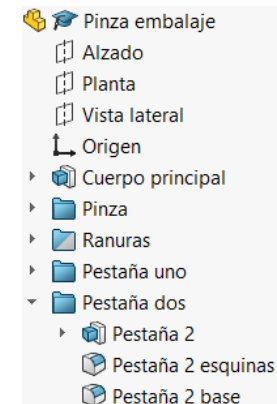 Pinza embalaje
Alzado
Planta
Vista lateral
Origen
Cuerpo principal
Pinza
Ranuras
Pestaña uno
Pestaña dos
Pestaña 2
Pestaña 2 esquinas
Pestaña 2 base